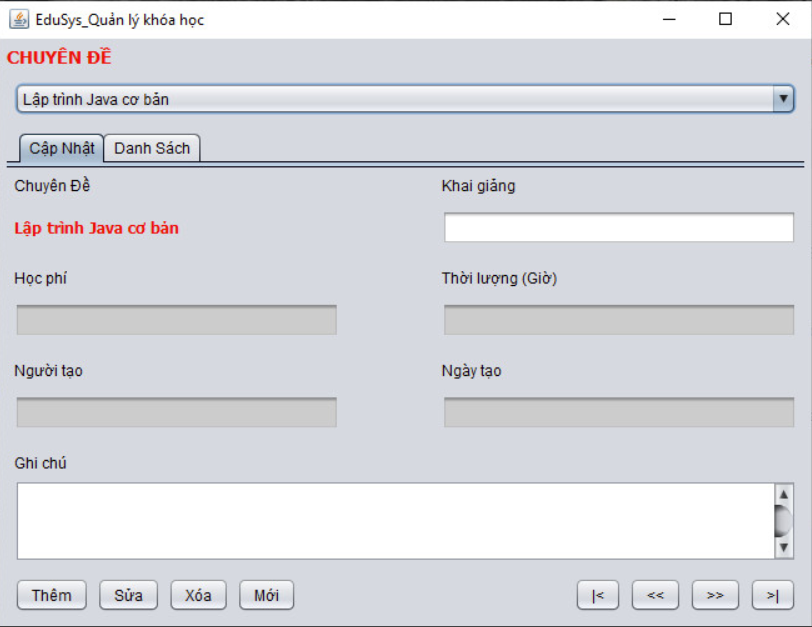 EduSys_Quản lý khóa học
CHUYÊN ĐỀ
Lập trình Java cơ bản
Cập Nhật Danh Sách
Chuyên Đề Khai giảng
Lập trình Java cơ bản
Học phí Thời lượng (Giờ)
Người tạo Ngày tạo
Ghi chú
Thêm Sửa Xóa Mới |< << >> >|